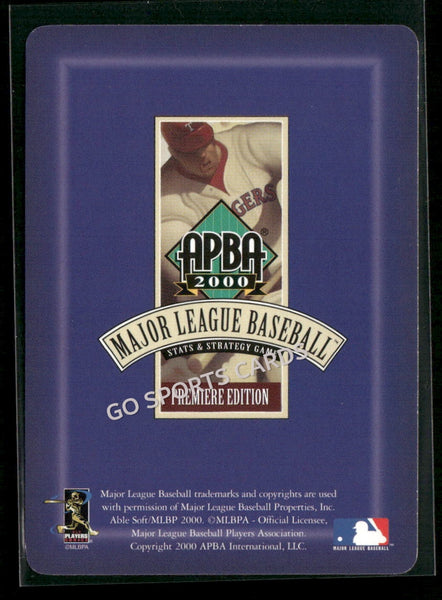 T
GERS
APBA®
2000
MAJOR LEAGUE BASEBALL™
STATS & STRATEGY GAME
GO SPORTS CARDS
PREMIERE EDITION
Major League Baseball trademarks and copyrights are used
with permission of Major League Baseball Properties, Inc.
Able Soft/MLBP 2000. ©MLBPA - Official Licensee,
Major League Baseball Players Association.
Copyright 2000 APBA International, LLC.
PLAYERS
©MLBPA
MAJOR LEAGUE BASEBALL